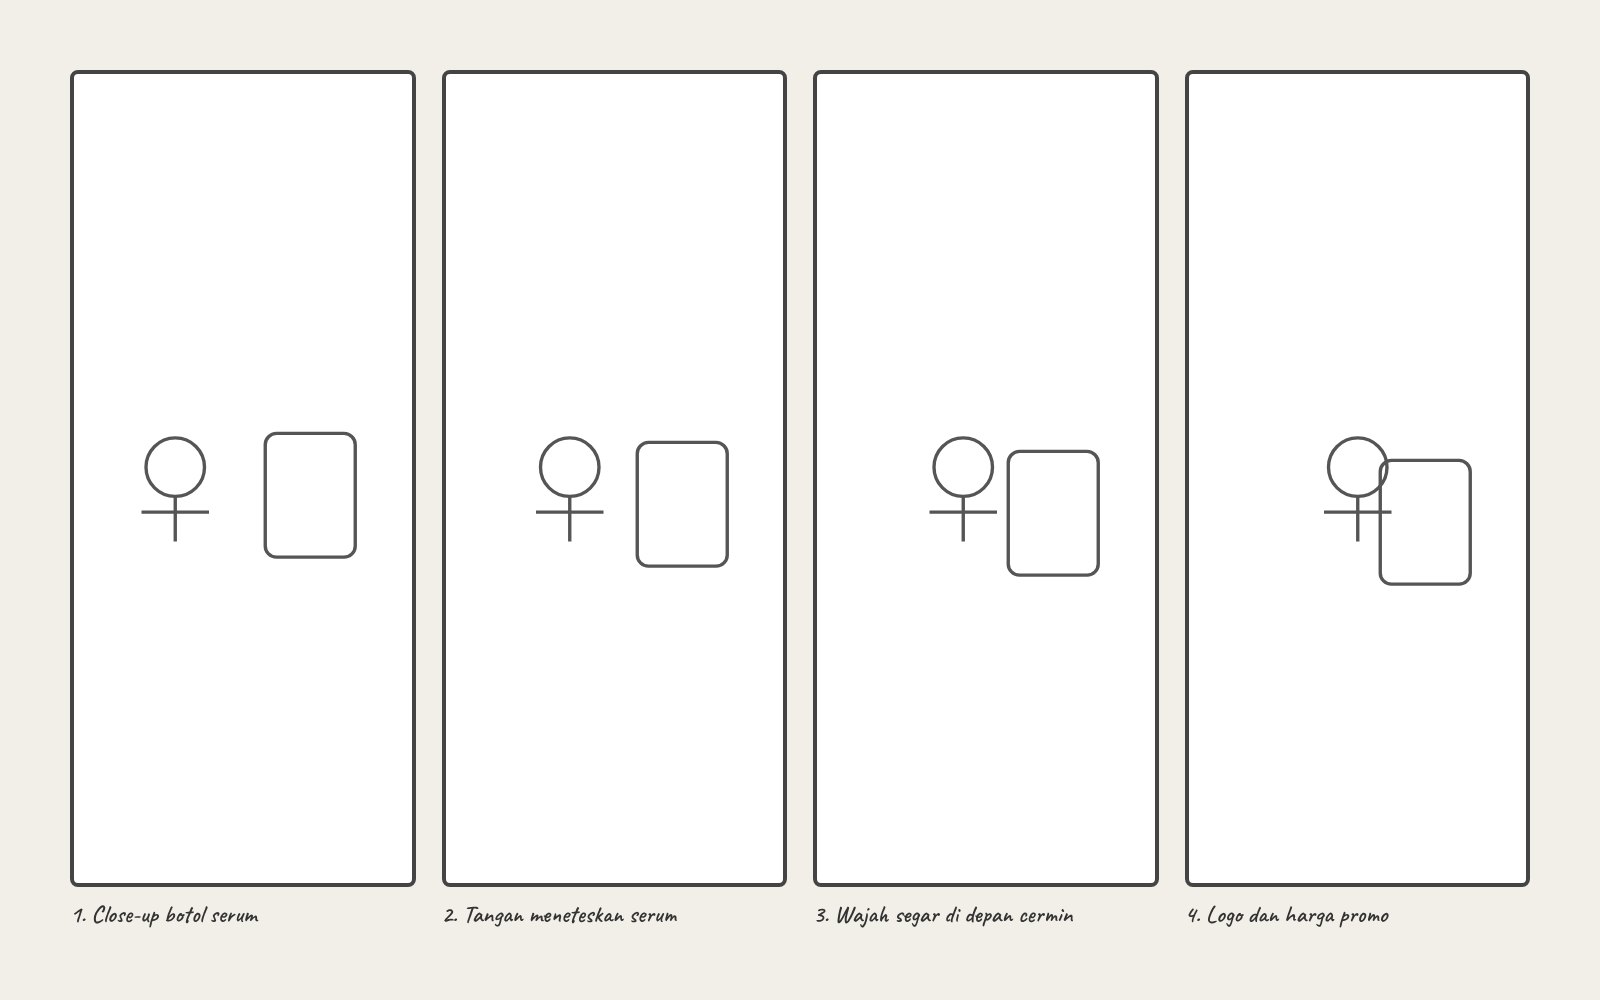 1. Close-up botol serum
2. Tangan meneteskan serum
3. Wajah segar di depan cermin
4. Logo dan harga promo